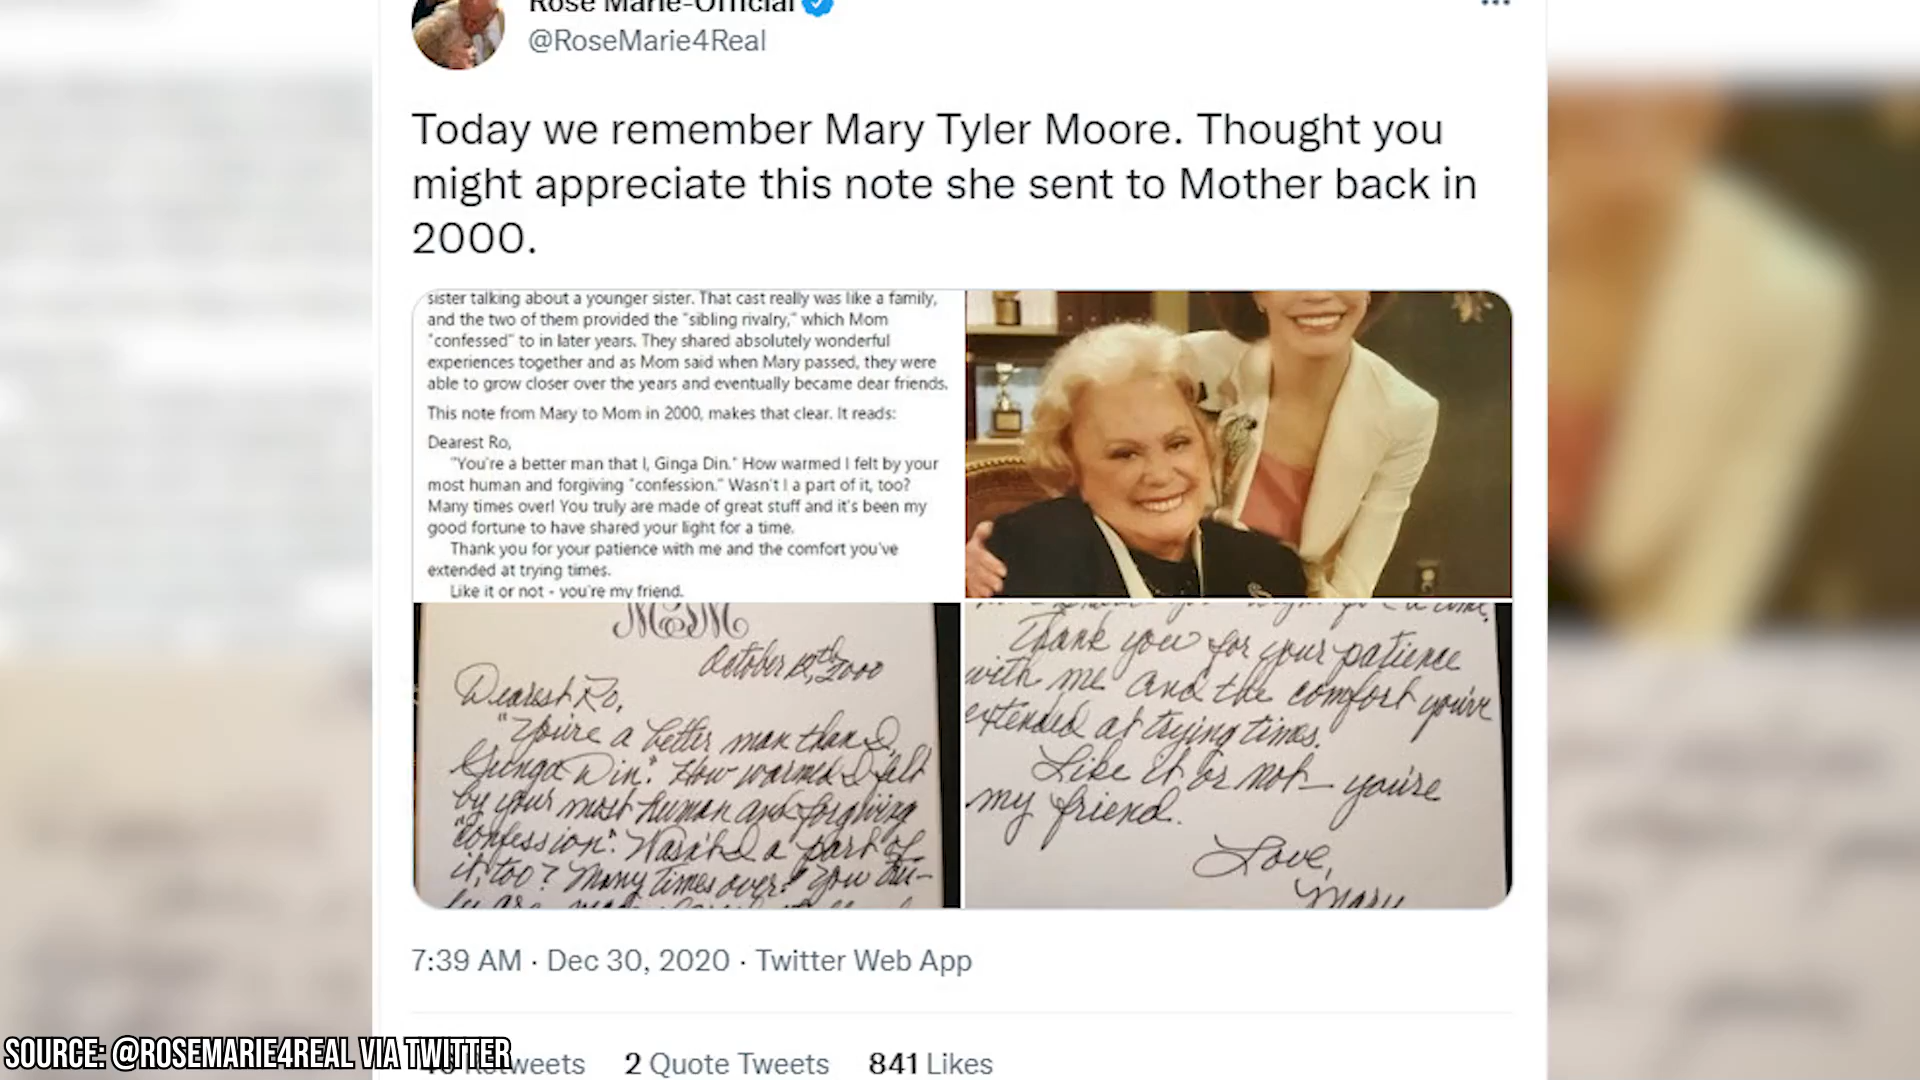 Rose Marie-Official
@RoseMarie4Real
Today we remember Mary Tyler Moore. Thought you
might appreciate this note she sent to Mother back in
2000.
sister talking about a younger sister. That cast really was like a family,
and the two of them provided the "sibling rivalry," which Mom
"confessed" to in later years. They shared absolutely wonderful
experiences together and as Mom said when Mary passed, they were
able to grow closer over the years and eventually became dear friends.
This note from Mary to Mom in 2000, makes that clear. It reads:
Dearest Ro,
"You're a better man that I, Ginga Din." How warmed I felt by your
most human and forgiving "confession." Wasn't I a part of it, too?
Many times over! You truly are made of great stuff and it's been my
good fortune to have shared your light for a time.
Thank you for your patience with me and the comfort you've
extended at trying times.
Like it or not - you're my friend.
October 12th, 2000
Dearest Ro,
"You're a better man than I,
Gunga Din." How warmed I felt
by your most human and forgiving
"confession." Wasn't I a part of
it, too? Many times over! You tru-
Thank you for your patience
with me and the comfort you've
extended at trying times.
Like it or not - you're
my friend.
Love,
Mary
7:39 AM · Dec 30, 2020 · Twitter Web App
Retweets 2 Quote Tweets 841 Likes
SOURCE: @ROSEMARIE4REAL VIA TWITTER